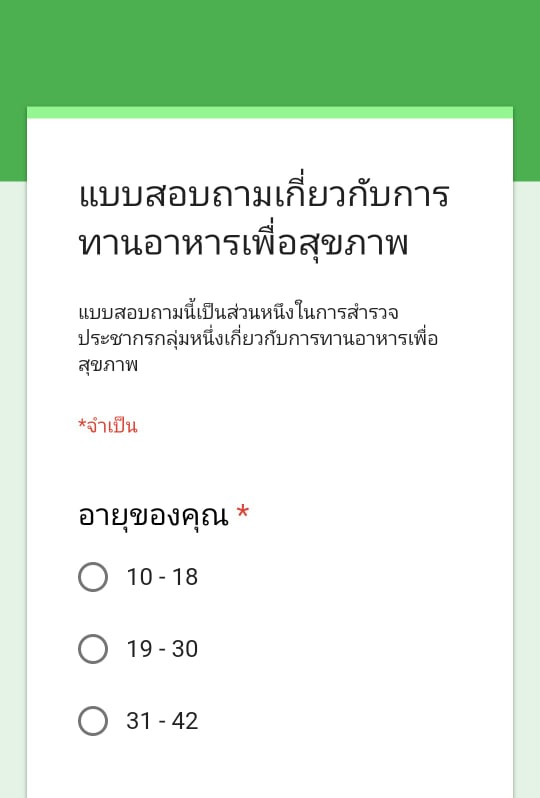 แบบสอบถามเกี่ยวกับการ
ทานอาหารเพื่อสุขภาพ
แบบสอบถามนี้เป็นส่วนหนึงในการสำรวจ
ประชากรกลุ่มหนึ่งเกี่ยวกับการทานอาหารเพื่อ
สุขภาพ
*จำเป็น
อายุของคุณ *
10 - 18
19 - 30
31 - 42